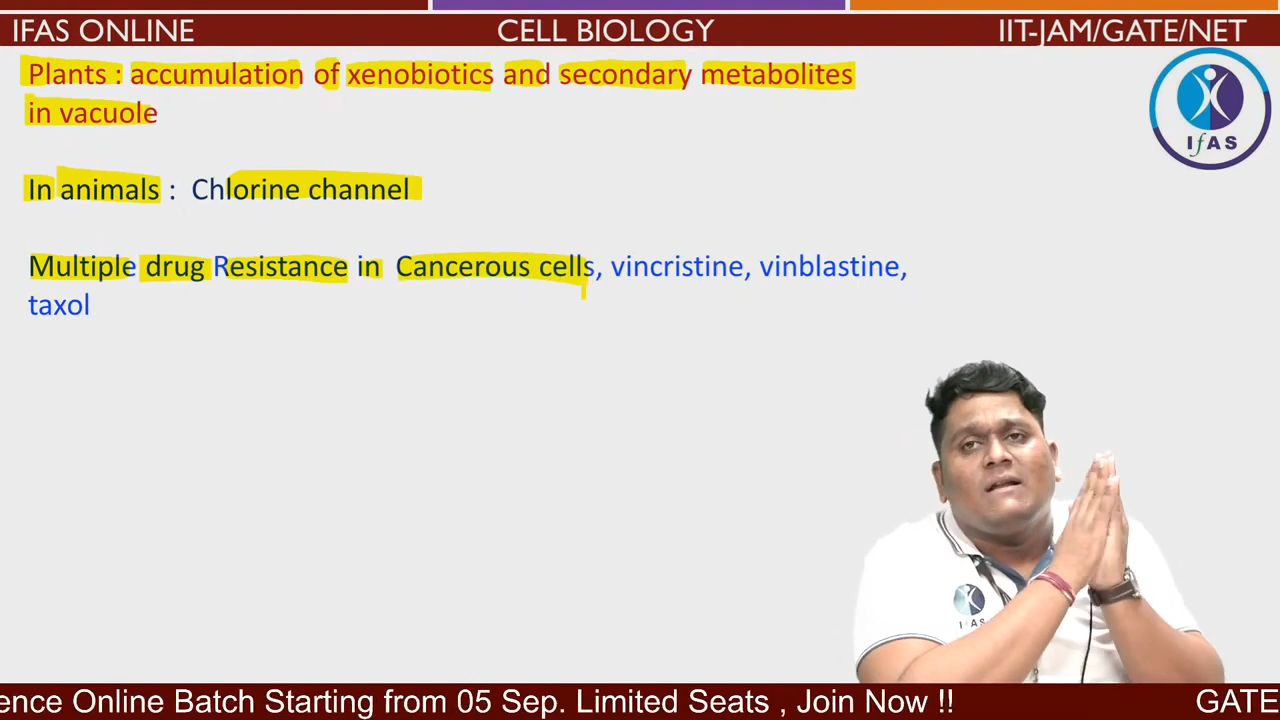 IFAS ONLINE CELL BIOLOGY IIT-JAM/GATE/NET
Plants : accumulation of xenobiotics and secondary metabolites
in vacuole
IfAS
In animals : Chlorine channel
Multiple drug Resistance in Cancerous cells, vincristine, vinblastine,
taxol
IfAS
ence Online Batch Starting from 05 Sep. Limited Seats , Join Now !! GATE